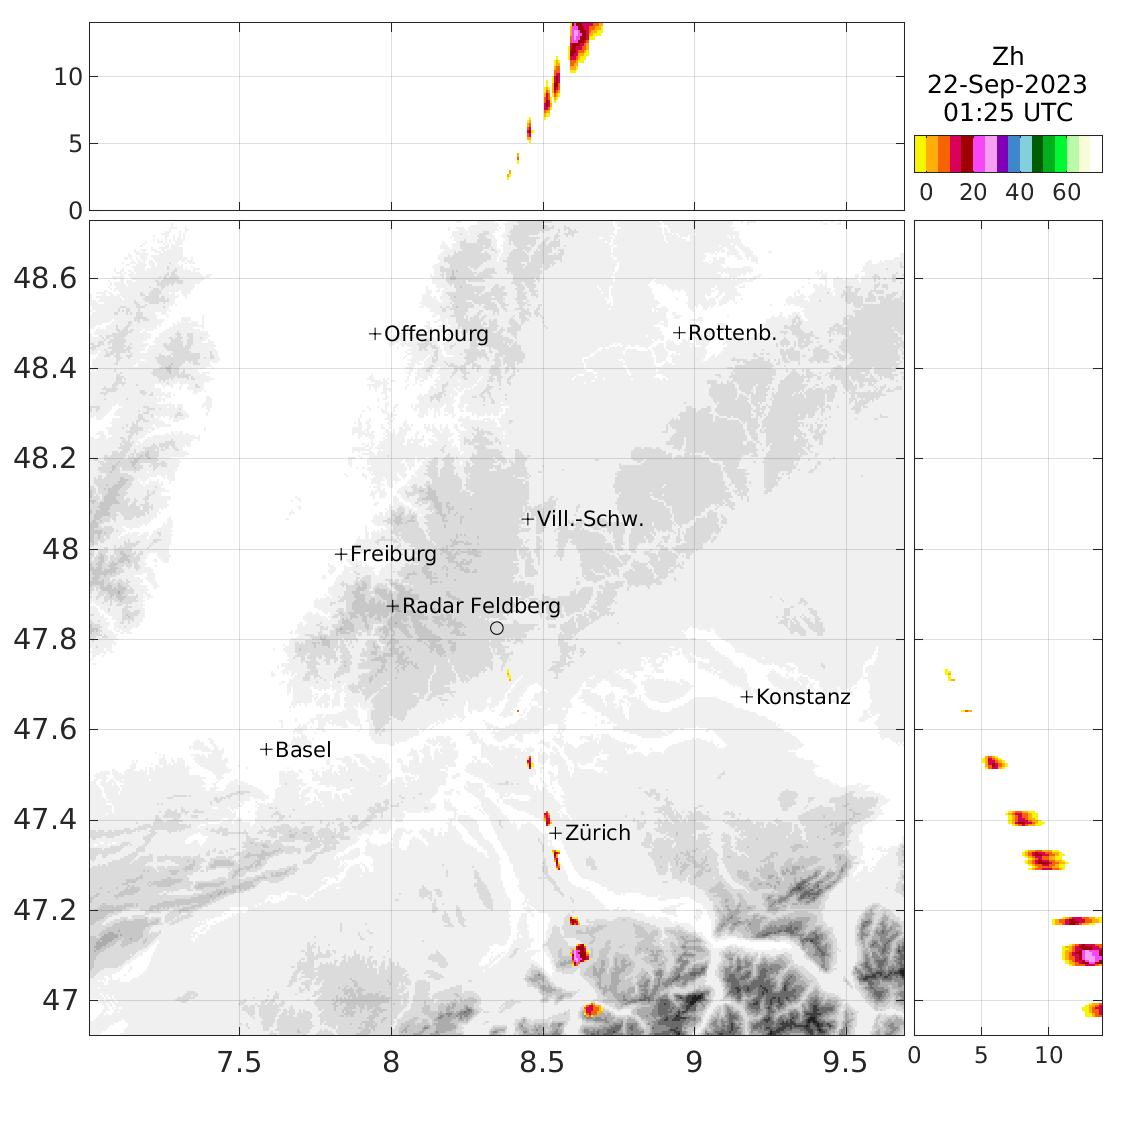 Zh
22-Sep-2023
01:25 UTC
0 20 40 60
10
5
0
48.6
48.4
48.2
48
47.8
47.6
47.4
47.2
47
+Offenburg
+Rottenb.
+Vill.-Schw.
+Freiburg
+Radar Feldberg
+Konstanz
+Basel
+Zürich
7.5 8 8.5 9 9.5
0 5 10